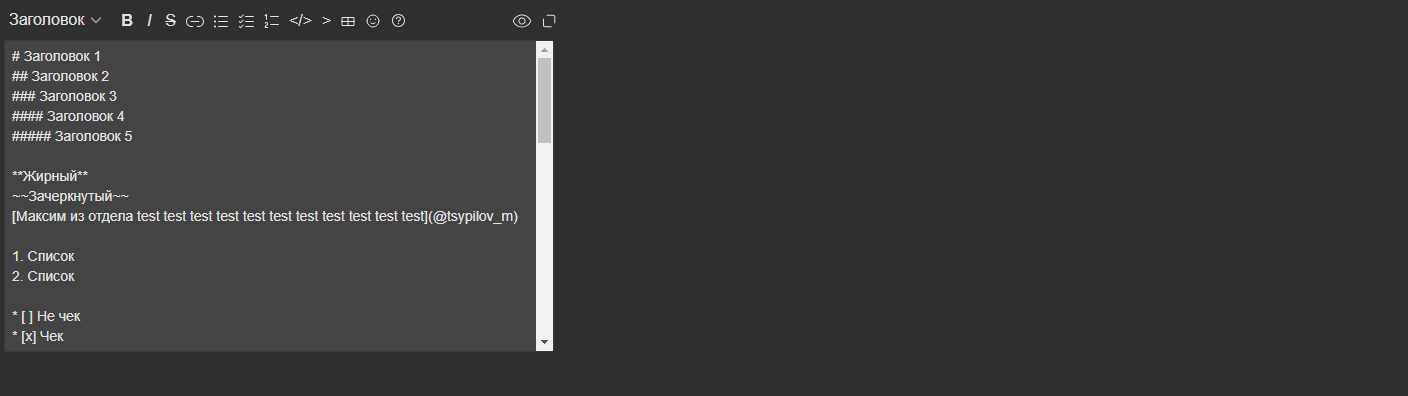 Заголовок B I S </> >
# Заголовок 1
## Заголовок 2
### Заголовок 3
#### Заголовок 4
##### Заголовок 5
**Жирный**
~~Зачеркнутый~~
[Максим из отдела test test test test test test test test test test test](@tsypilov_m)
1. Список
2. Список
* [ ] Не чек
* [x] Чек